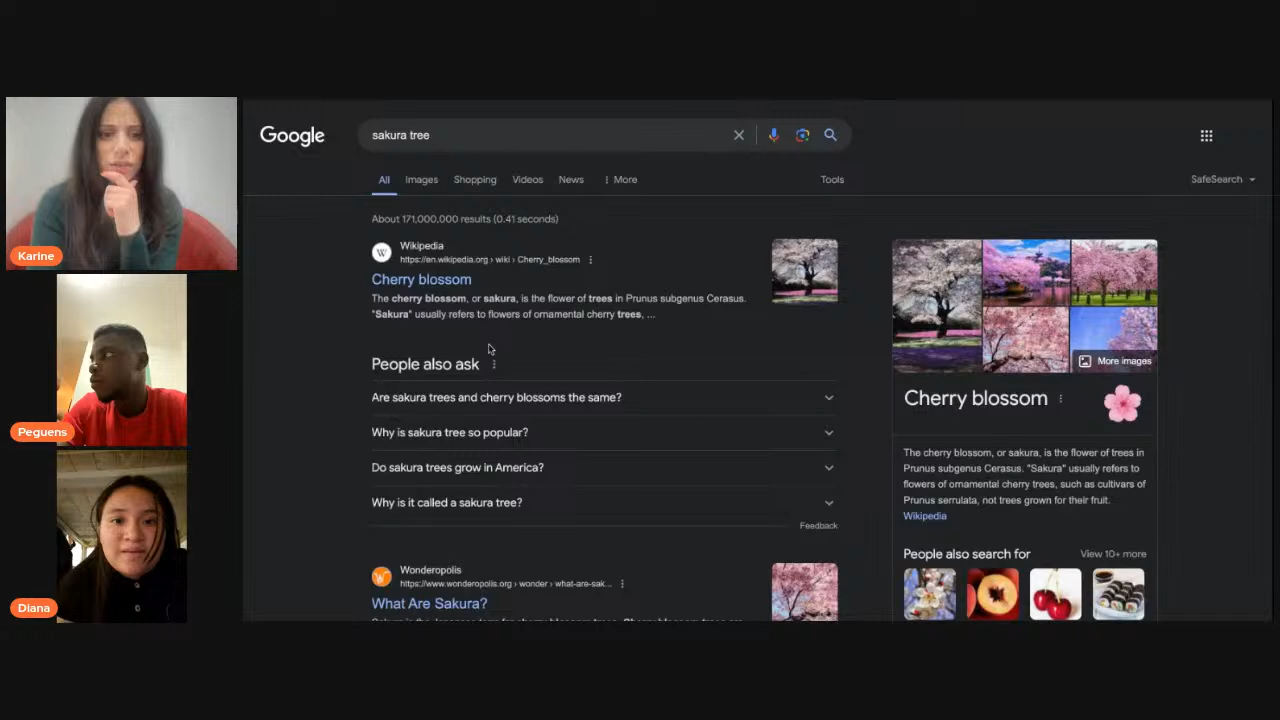 Karine
Peguens
Diana
Google
sakura tree
All Images Shopping Videos News More Tools
SafeSearch
About 171,000,000 results (0.41 seconds)
Wikipedia
https://en.wikipedia.org › wiki › Cherry_blossom
Cherry blossom
The cherry blossom, or sakura, is the flower of trees in Prunus subgenus Cerasus.
"Sakura" usually refers to flowers of ornamental cherry trees, ...
People also ask
Are sakura trees and cherry blossoms the same?
Why is sakura tree so popular?
Do sakura trees grow in America?
Why is it called a sakura tree?
Feedback
W Wonderopolis
https://www.wonderopolis.org › wonder › what-are-sak...
What Are Sakura?
More images
Cherry blossom
The cherry blossom, or sakura, is the flower of trees in
Prunus subgenus Cerasus. "Sakura" usually refers to
flowers of ornamental cherry trees, such as cultivars of
Prunus serrulata, not trees grown for their fruit.
Wikipedia
People also search for View 10+ more